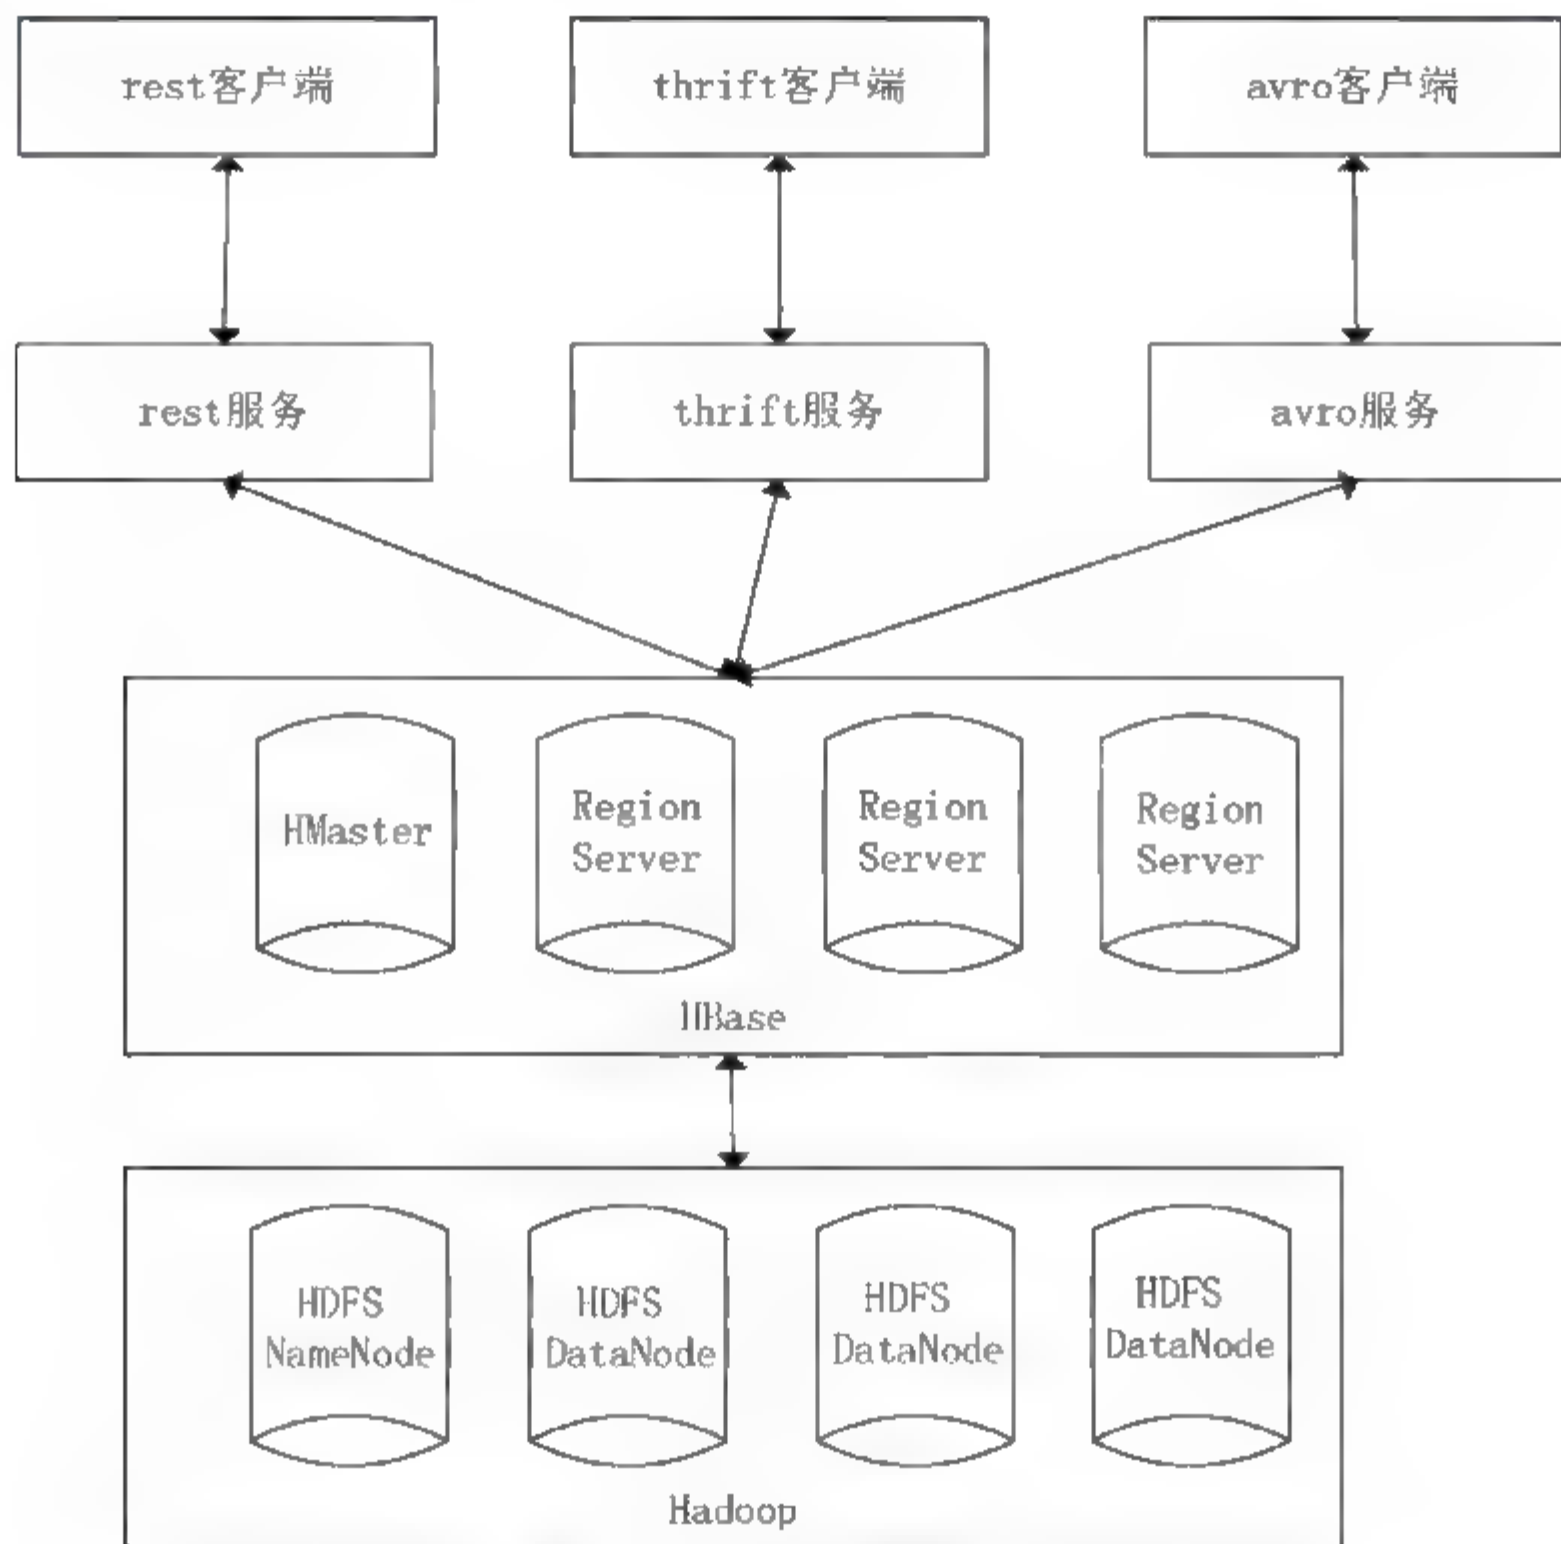 rest客户端
thrift客户端
avro客户端
rest服务
thrift服务
avro服务
HMaster
Region
Server
Region
Server
Region
Server
HBase
HDFS
NameNode
HDFS
DataNode
HDFS
DataNode
HDFS
DataNode
Hadoop